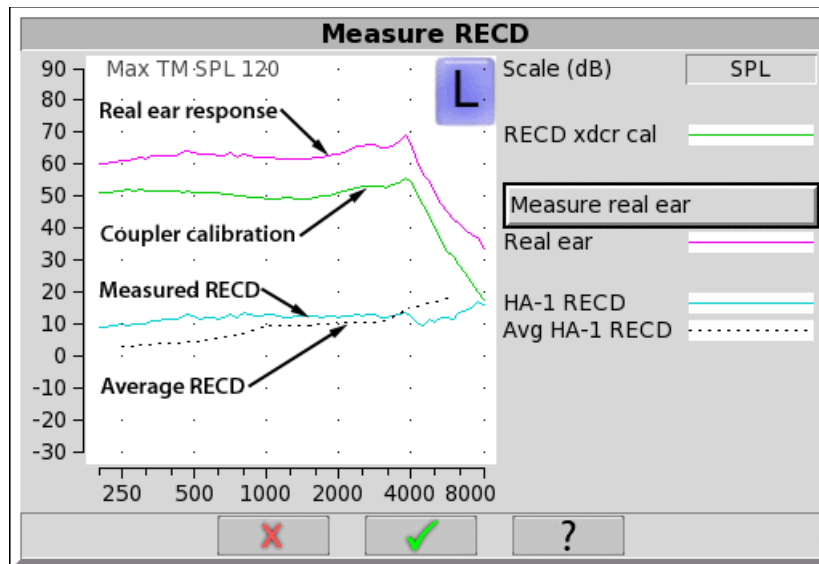 Measure RECD
Max TM SPL 120
L
Scale (dB) SPL
90
80
70
60
50
40
30
20
10
0
-10
-20
-30
Real ear response
Coupler calibration
Measured RECD
Average RECD
RECD xdcr cal
Measure real ear
Real ear
HA-1 RECD
Avg HA-1 RECD
250 500 1000 2000 4000 8000
?